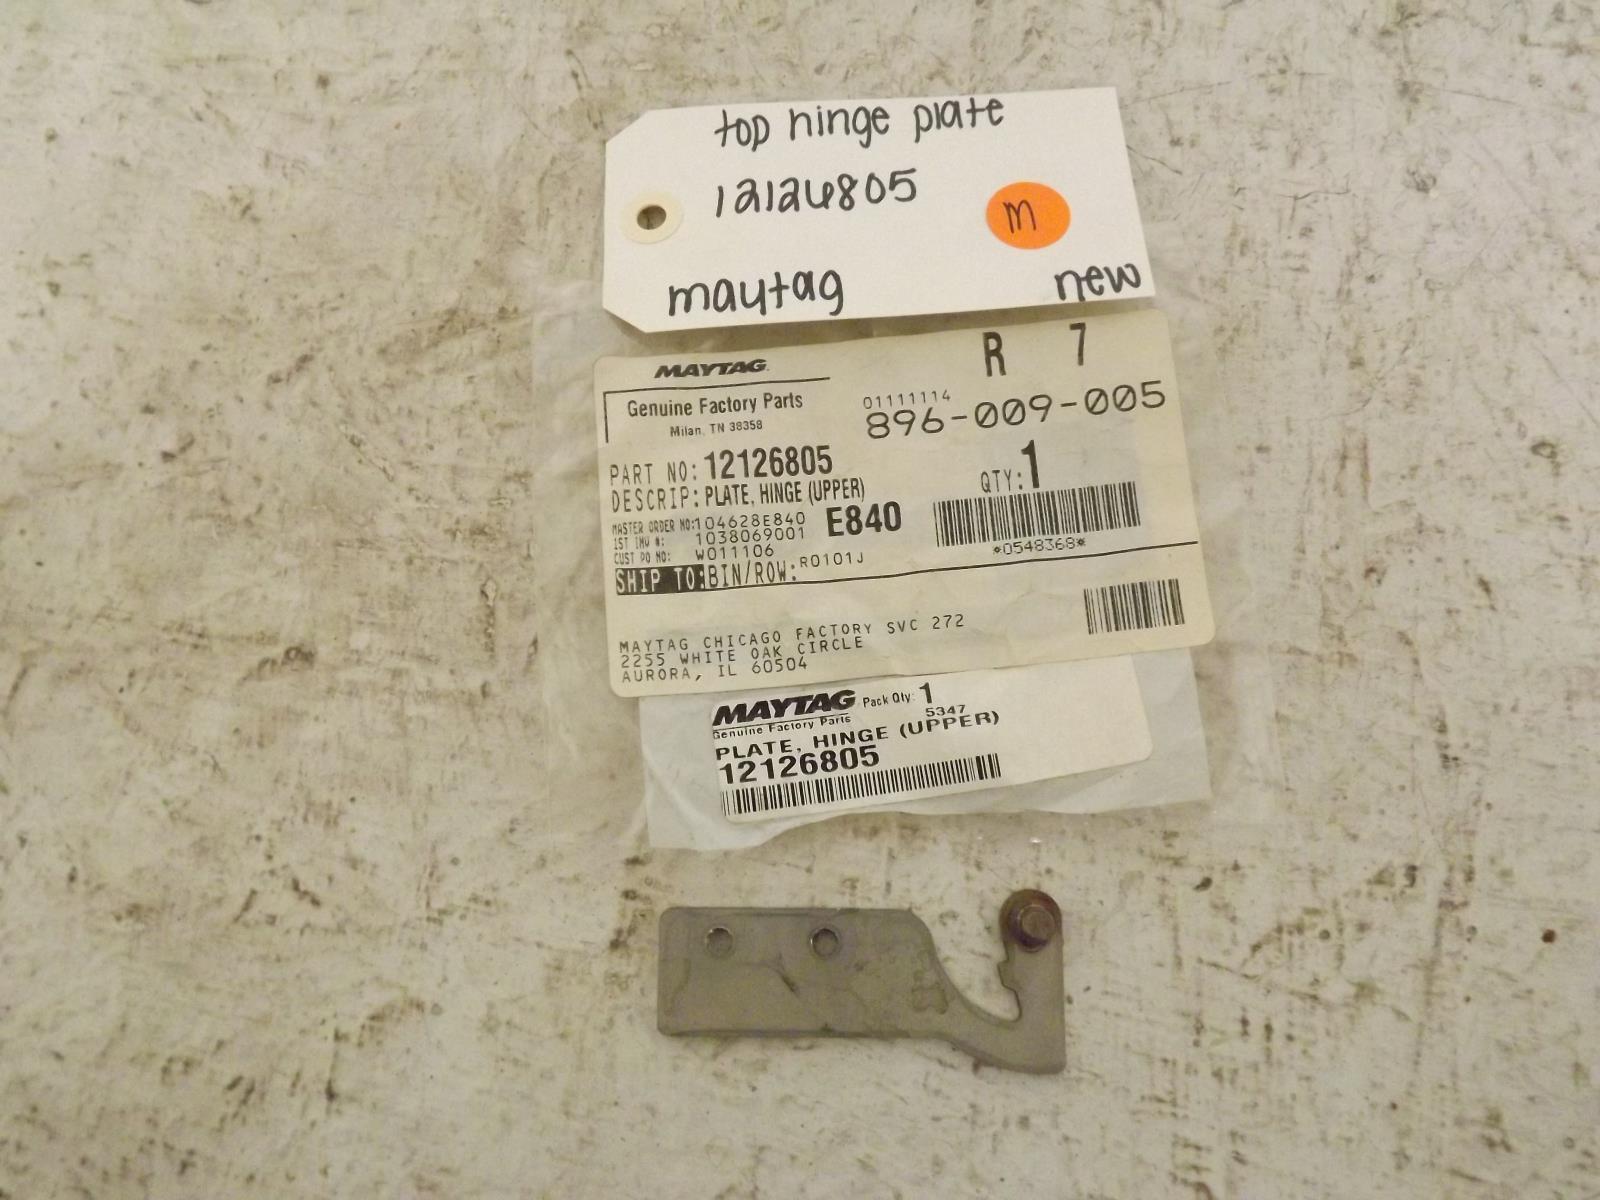 top hinge plate
12126805
m
maytag new
R 7
MAYTAG
01111114
Genuine Factory Parts
896-009-005
Milan, TN 38358
PART NO: 12126805
QTY: 1
DESCRIP: PLATE, HINGE (UPPER)
MASTER ORDER NO: 104628E840 E840
1ST INV #: 1038069001
*0548368*
CUST PO NO: W011106
SHIP TO: BIN/ROW: R0101J
MAYTAG CHICAGO FACTORY SVC 272
2255 WHITE OAK CIRCLE
AURORA, IL 60504
MAYTAG Pack Qty: 1
Genuine Factory Parts 5347
PLATE, HINGE (UPPER)
12126805